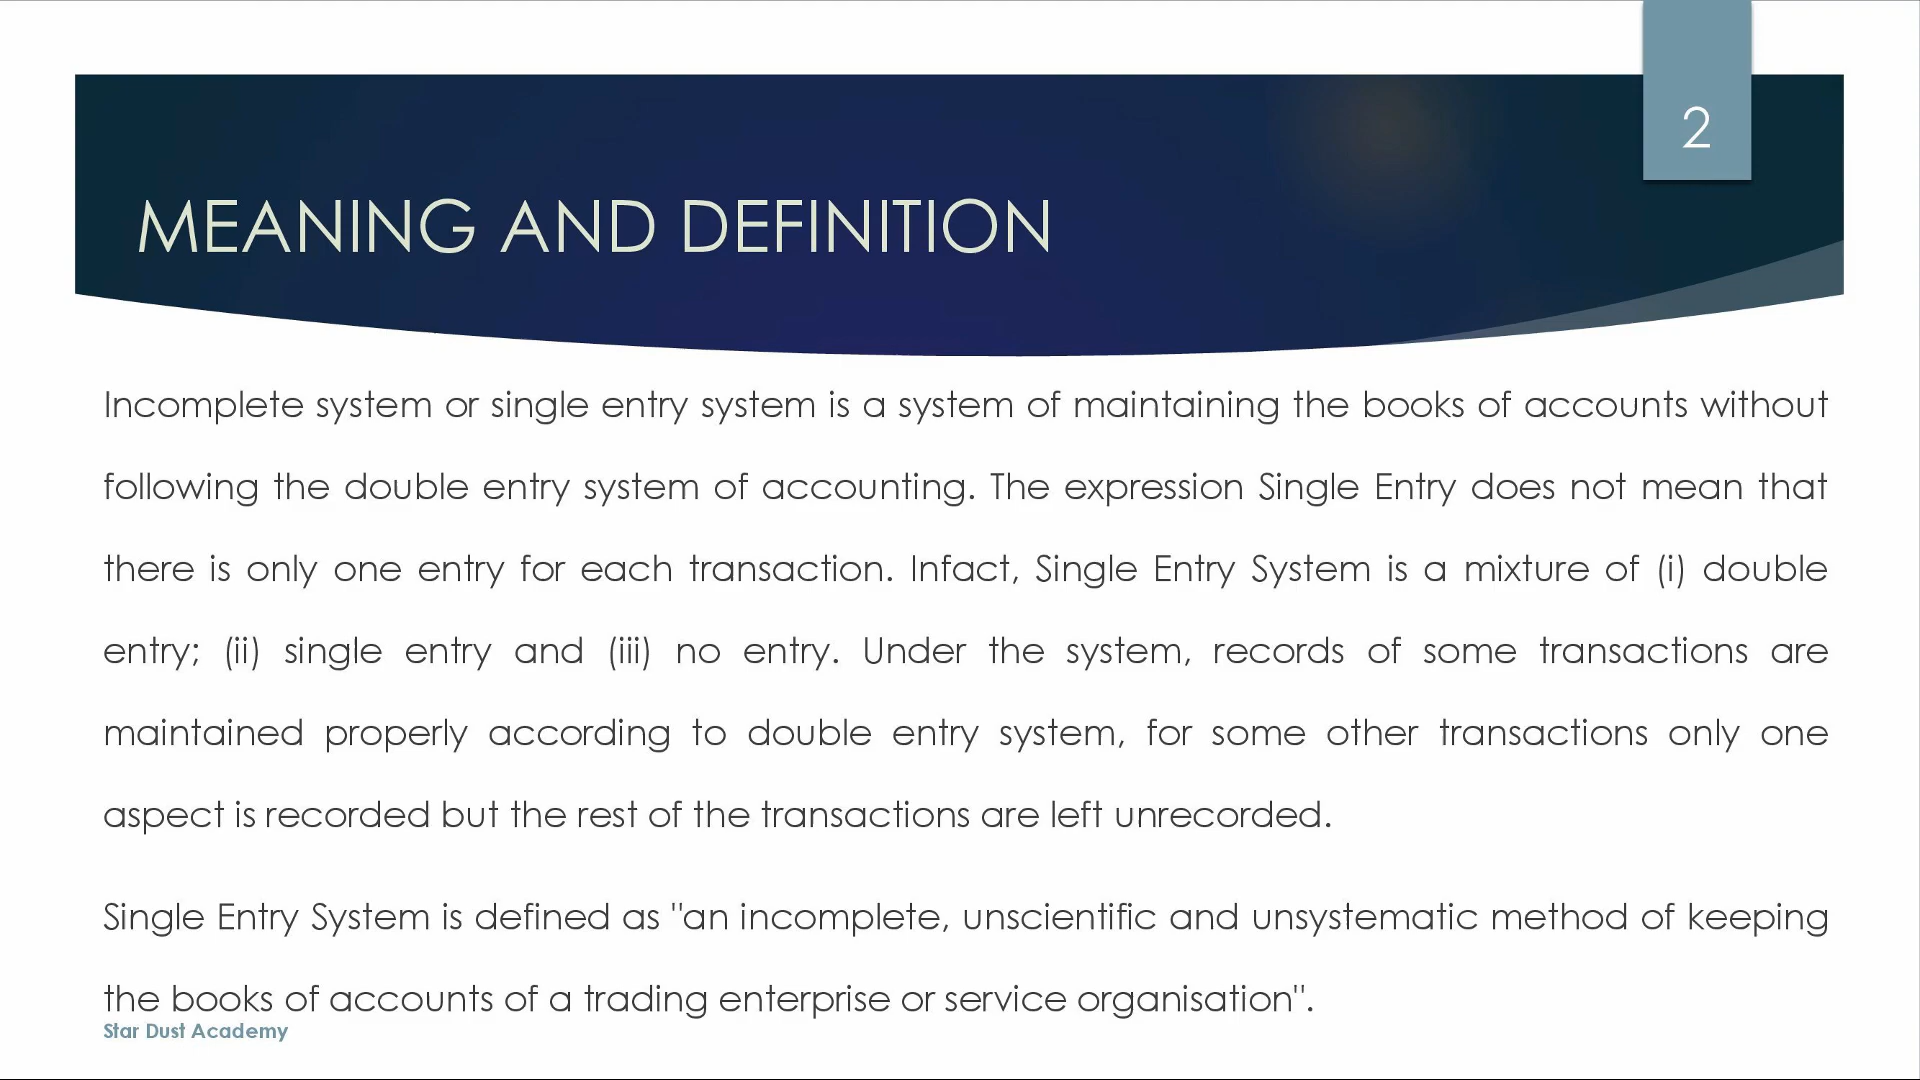 2
MEANING AND DEFINITION
Incomplete system or single entry system is a system of maintaining the books of accounts without
following the double entry system of accounting. The expression Single Entry does not mean that
there is only one entry for each transaction. Infact, Single Entry System is a mixture of (i) double
entry; (ii) single entry and (iii) no entry. Under the system, records of some transactions are
maintained properly according to double entry system, for some other transactions only one
aspect is recorded but the rest of the transactions are left unrecorded.
Single Entry System is defined as "an incomplete, unscientific and unsystematic method of keeping
the books of accounts of a trading enterprise or service organisation".
Star Dust Academy